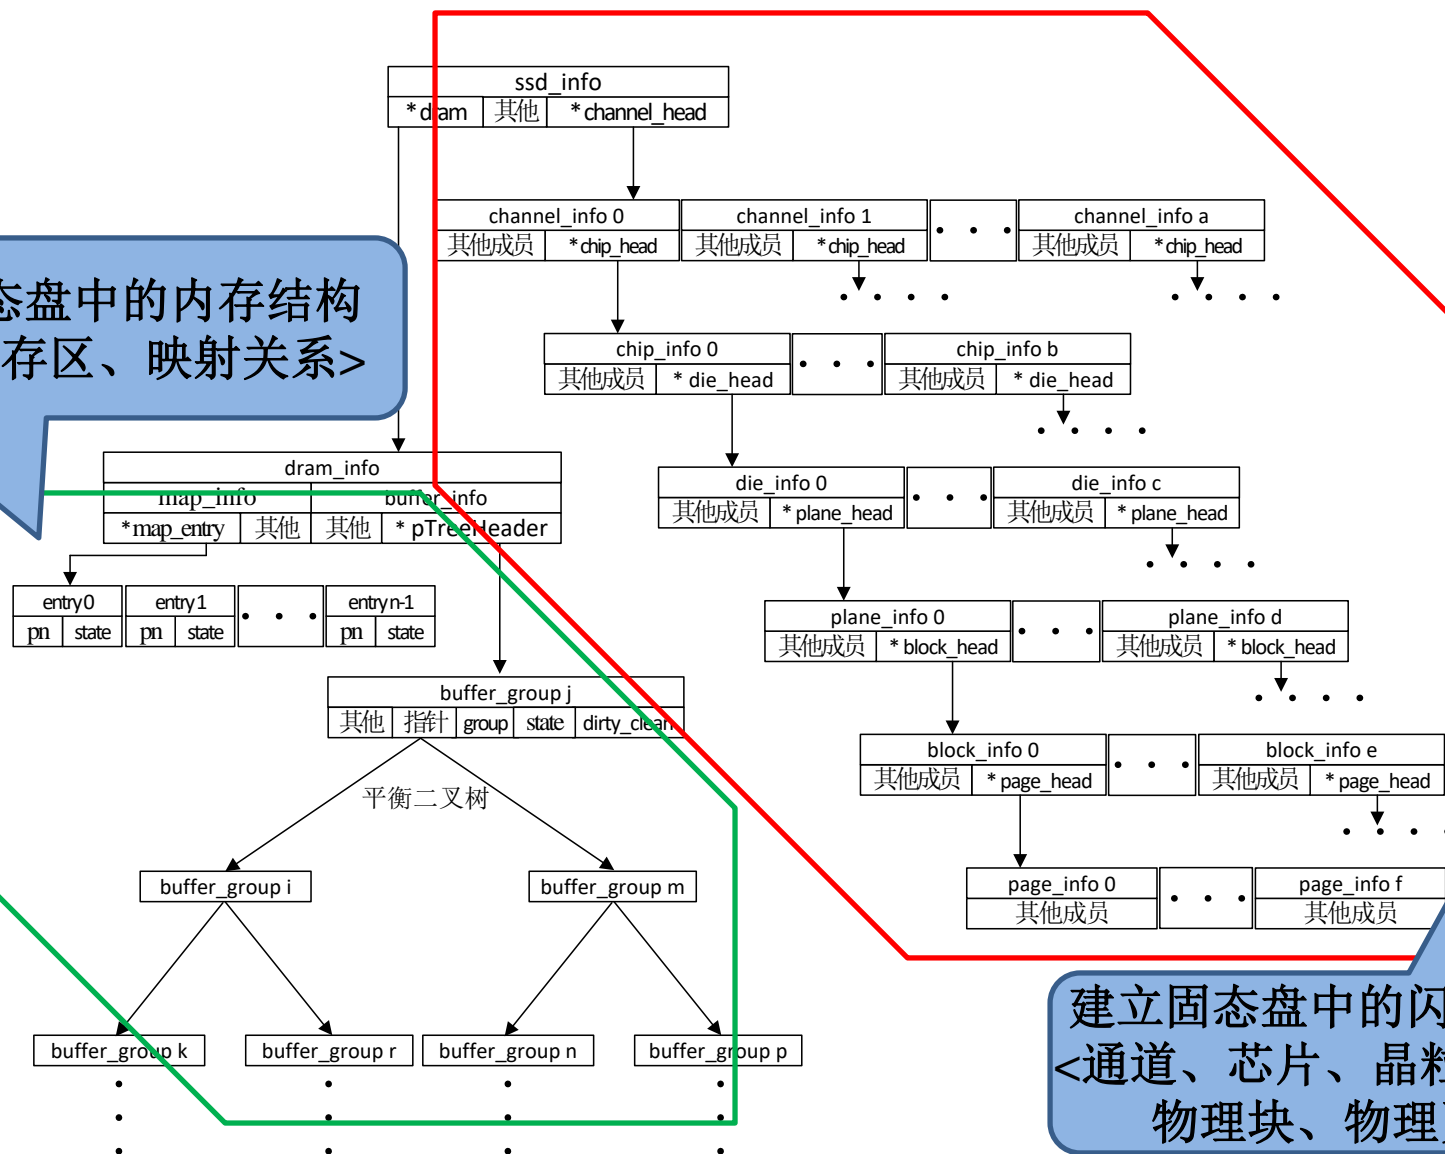 ssd_info
*dram 其他 *channel_head
channel_info 0 channel_info 1 channel_info a
其他成员 *chip_head 其他成员 *chip_head 其他成员 *chip_head
态盘中的内存结构
存区、映射关系>
chip_info 0 chip_info b
其他成员 * die_head 其他成员 * die_head
dram_info
map_info buffer_info
*map_entry 其他 其他 * pTreeHeader
die_info 0 die_info c
其他成员 * plane_head 其他成员 * plane_head
entry0 entry1 entryn-1
pn state pn state pn state
plane_info 0 plane_info d
其他成员 * block_head 其他成员 * block_head
buffer_group j
其他 指针 group state dirty_clean
block_info 0 block_info e
其他成员 * page_head 其他成员 * page_head
平衡二叉树
buffer_group i buffer_group m
page_info 0 page_info f
其他成员 其他成员
buffer_group k buffer_group r buffer_group n buffer_group p
建立固态盘中的闪
<通道、芯片、晶粒
物理块、物理